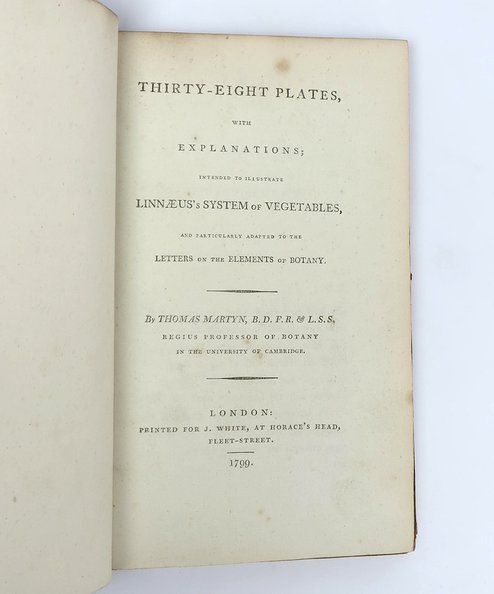 THIRTY-EIGHT PLATES,
WITH
EXPLANATIONS;
INTENDED TO ILLUSTRATE
LINNÆUS's SYSTEM OF VEGETABLES,
AND PARTICULARLY ADAPTED TO THE
LETTERS ON THE ELEMENTS OF BOTANY.
By THOMAS MARTYN, B.D. F.R. & L.S.S.
REGIUS PROFESSOR OF BOTANY
IN THE UNIVERSITY OF CAMBRIDGE.
LONDON:
PRINTED FOR J. WHITE, AT HORACE'S HEAD,
FLEET-STREET.
1799.